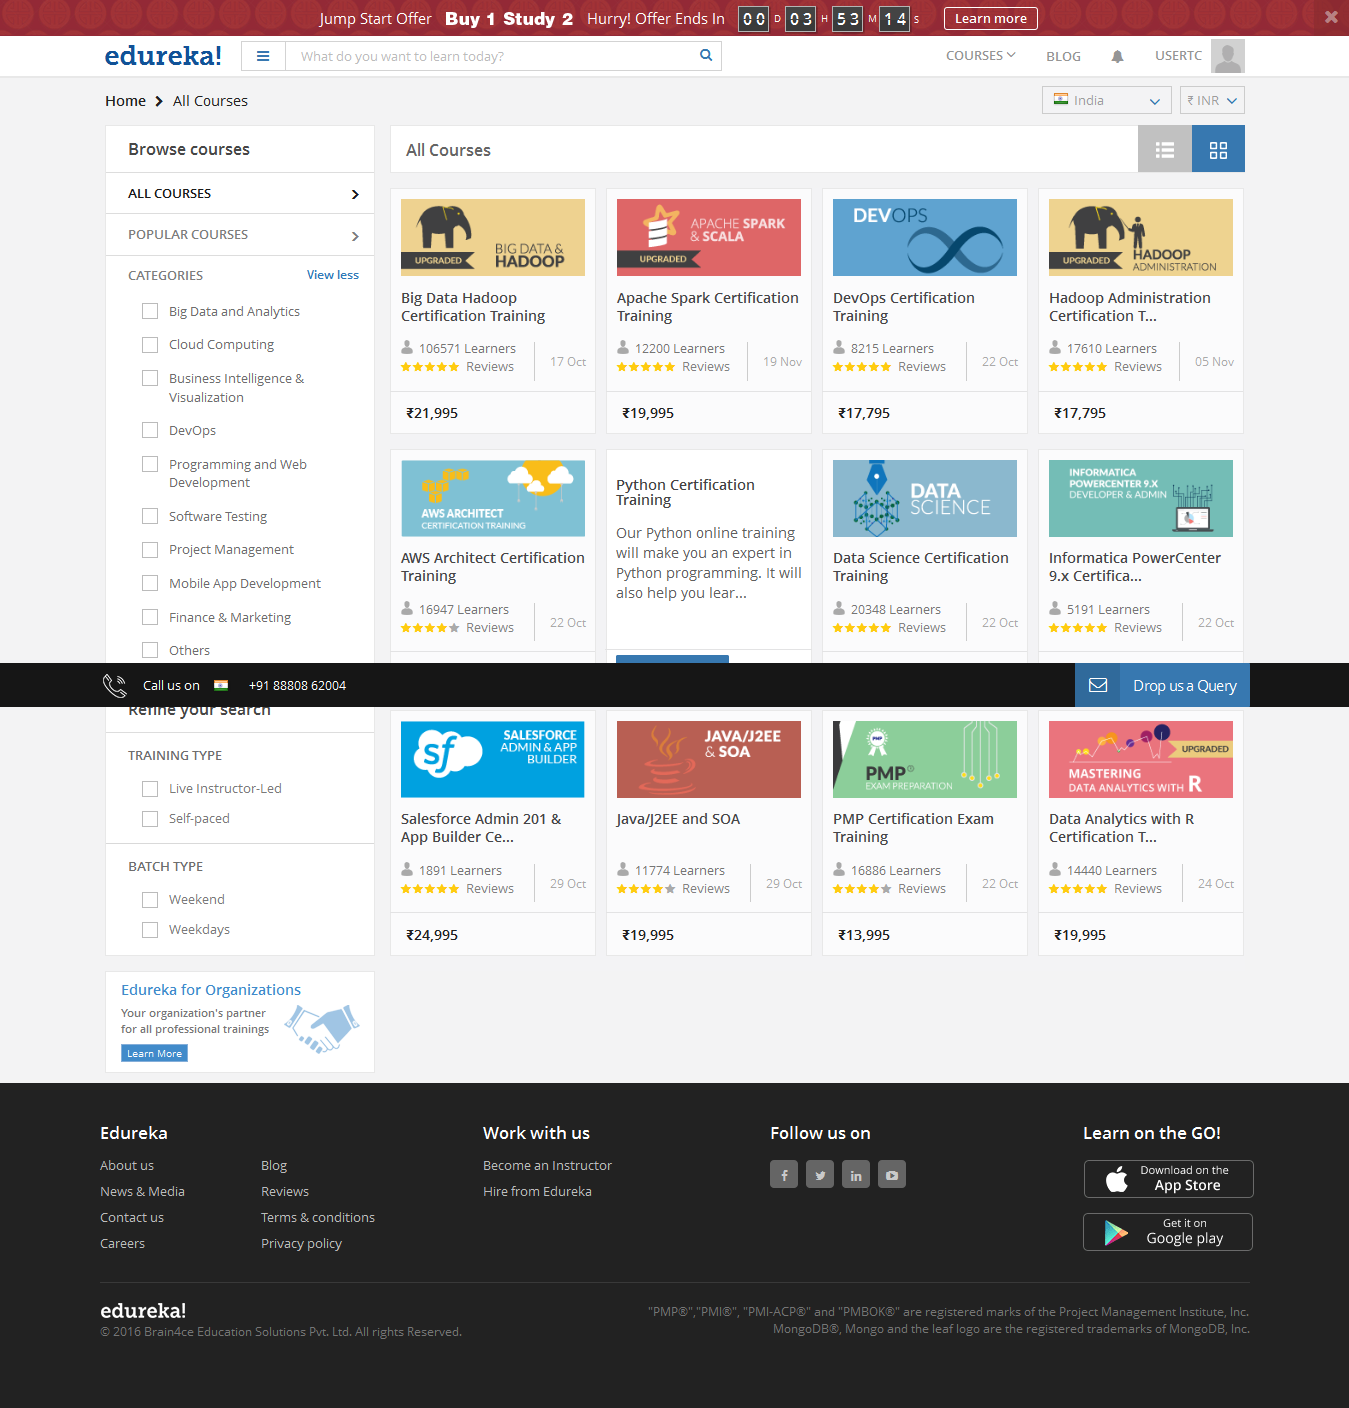 Jump Start Offer Buy 1 Study 2 Hurry! Offer Ends In 00 D 03 H 53 M 14 S Learn more
edureka! What do you want to learn today? COURSES BLOG USERTC
Home All Courses India ₹ INR
Browse courses
ALL COURSES
POPULAR COURSES
CATEGORIES View less
Big Data and Analytics
Cloud Computing
Business Intelligence &
Visualization
DevOps
Programming and Web
Development
Software Testing
Project Management
Mobile App Development
Finance & Marketing
Others
All Courses
BIG DATA &
HADOOP
UPGRADED
Big Data Hadoop
Certification Training
106571 Learners
Reviews
17 Oct
₹21,995
APACHE SPARK
& SCALA
UPGRADED
Apache Spark Certification
Training
12200 Learners
Reviews
19 Nov
₹19,995
DEVOPS
DevOps Certification
Training
8215 Learners
Reviews
22 Oct
₹17,795
HADOOP
ADMINISTRATION
UPGRADED
Hadoop Administration
Certification T...
17610 Learners
Reviews
05 Nov
₹17,795
AWS ARCHITECT
CERTIFICATION TRAINING
AWS Architect Certification
Training
16947 Learners
Reviews
22 Oct
Python Certification
Training
Our Python online training
will make you an expert in
Python programming. It will
also help you lear...
DATA
SCIENCE
Data Science Certification
Training
20348 Learners
Reviews
22 Oct
INFORMATICA
POWERCENTER 9.X
DEVELOPER & ADMIN
Informatica PowerCenter
9.x Certifica...
5191 Learners
Reviews
22 Oct
Call us on +91 88808 62004 Drop us a Query
Refine your search
TRAINING TYPE
Live Instructor-Led
Self-paced
BATCH TYPE
Weekend
Weekdays
sf
SALESFORCE
ADMIN & APP
BUILDER
Salesforce Admin 201 &
App Builder Ce...
1891 Learners
Reviews
29 Oct
₹24,995
JAVA/J2EE
& SOA
Java/J2EE and SOA
11774 Learners
Reviews
29 Oct
₹19,995
PMP
PMP®
EXAM PREPARATION
PMP Certification Exam
Training
16886 Learners
Reviews
22 Oct
₹13,995
UPGRADED
MASTERING
DATA ANALYTICS WITH R
Data Analytics with R
Certification T...
14440 Learners
Reviews
24 Oct
₹19,995
Edureka for Organizations
Your organization's partner
for all professional trainings
Learn More
Edureka
About us
News & Media
Contact us
Careers
Blog
Reviews
Terms & conditions
Privacy policy
Work with us
Become an Instructor
Hire from Edureka
Follow us on
Learn on the GO!
Download on the
App Store
Get it on
Google play
edureka!
© 2016 Brain4ce Education Solutions Pvt. Ltd. All rights Reserved.
"PMP®","PMI®", "PMI-ACP®" and "PMBOK®" are registered marks of the Project Management Institute, Inc.
MongoDB®, Mongo and the leaf logo are the registered trademarks of MongoDB, Inc.